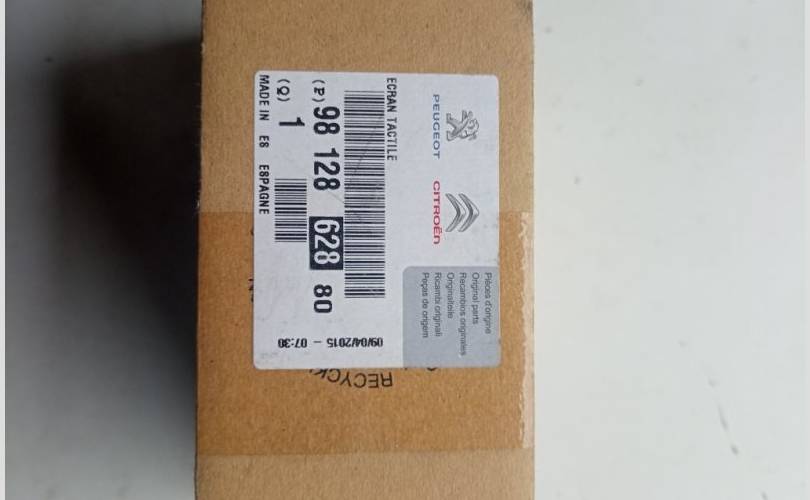 PEUGEOT CITROËN
Pièces d'origine
Original parts
Recambios originales
Originalteile
Ricambi originali
Peças de origem
ECRAN TACTILE
09/04/2015 - 07:30
(P) 98 128 628 80
(Q) 1
MADE IN ES ESPAGNE